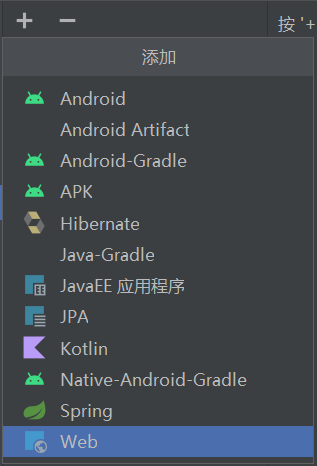 按 '+
添加
Android
Android Artifact
Android-Gradle
APK
Hibernate
Java-Gradle
JavaEE 应用程序
JPA
Kotlin
Native-Android-Gradle
Spring
Web